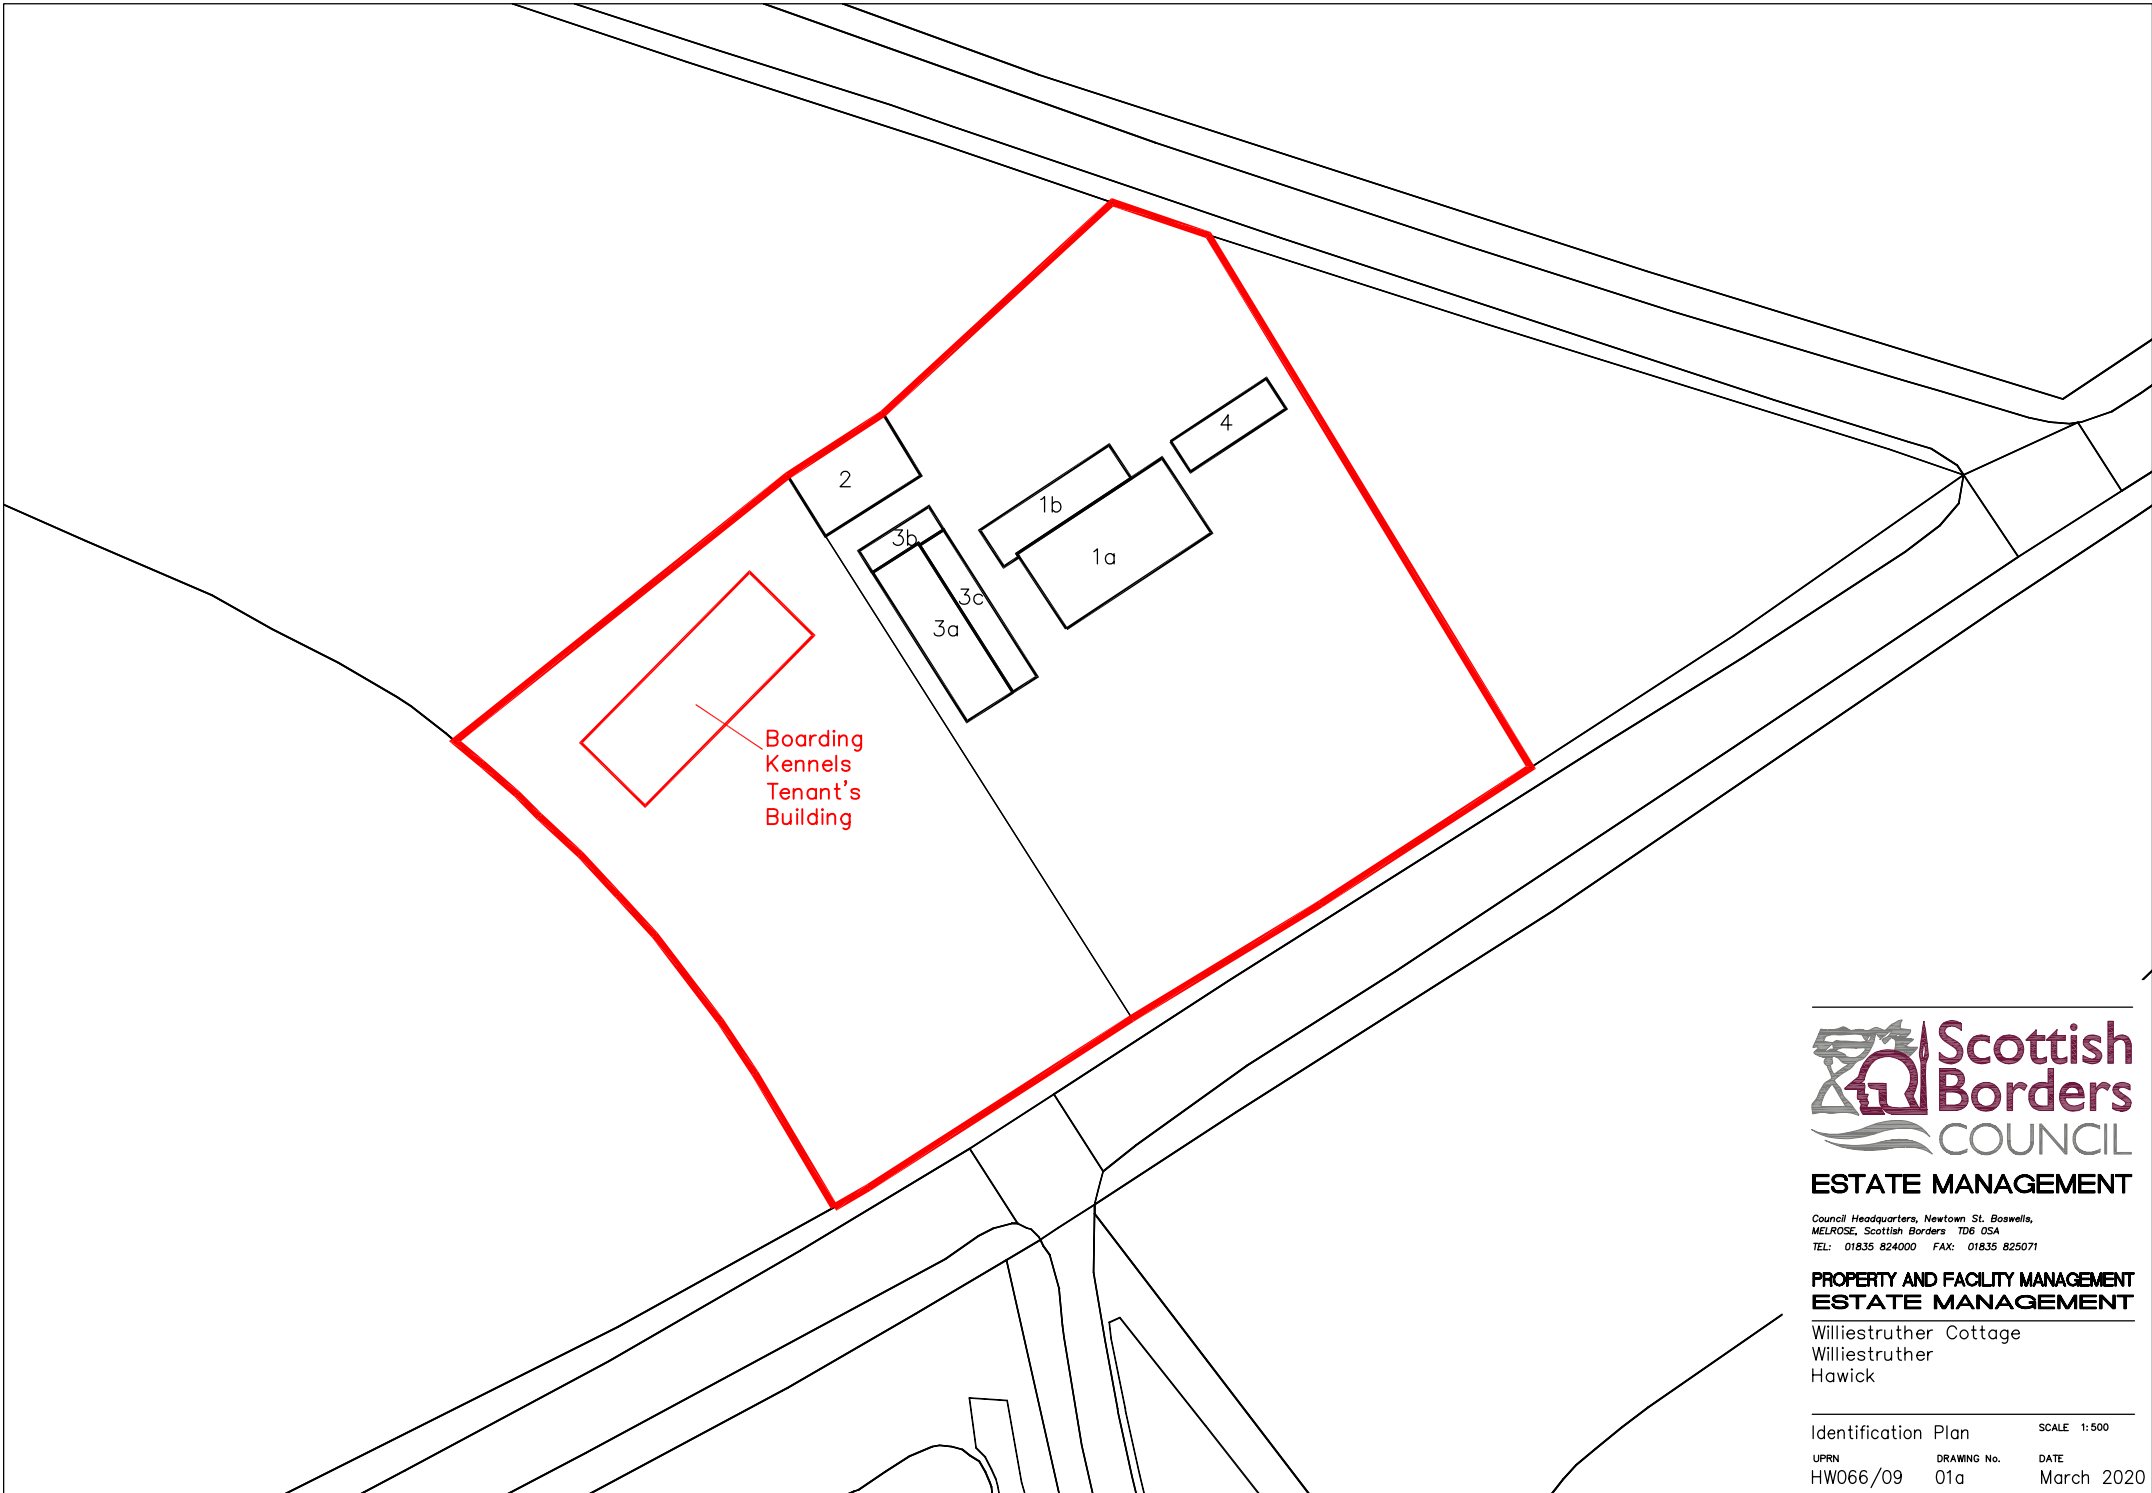 4
2
1b
3b
1a
3c
3a
Boarding
Kennels
Tenant's
Building
Scottish
Borders
COUNCIL
ESTATE MANAGEMENT
Council Headquarters, Newtown St. Boswells,
MELROSE, Scottish Borders TD6 0SA
TEL: 01835 824000 FAX: 01835 825071
PROPERTY AND FACILITY MANAGEMENT
ESTATE MANAGEMENT
Williestruther Cottage
Williestruther
Hawick
Identification Plan SCALE 1:500
UPRN DRAWING No. DATE
HW066/09 01a March 2020